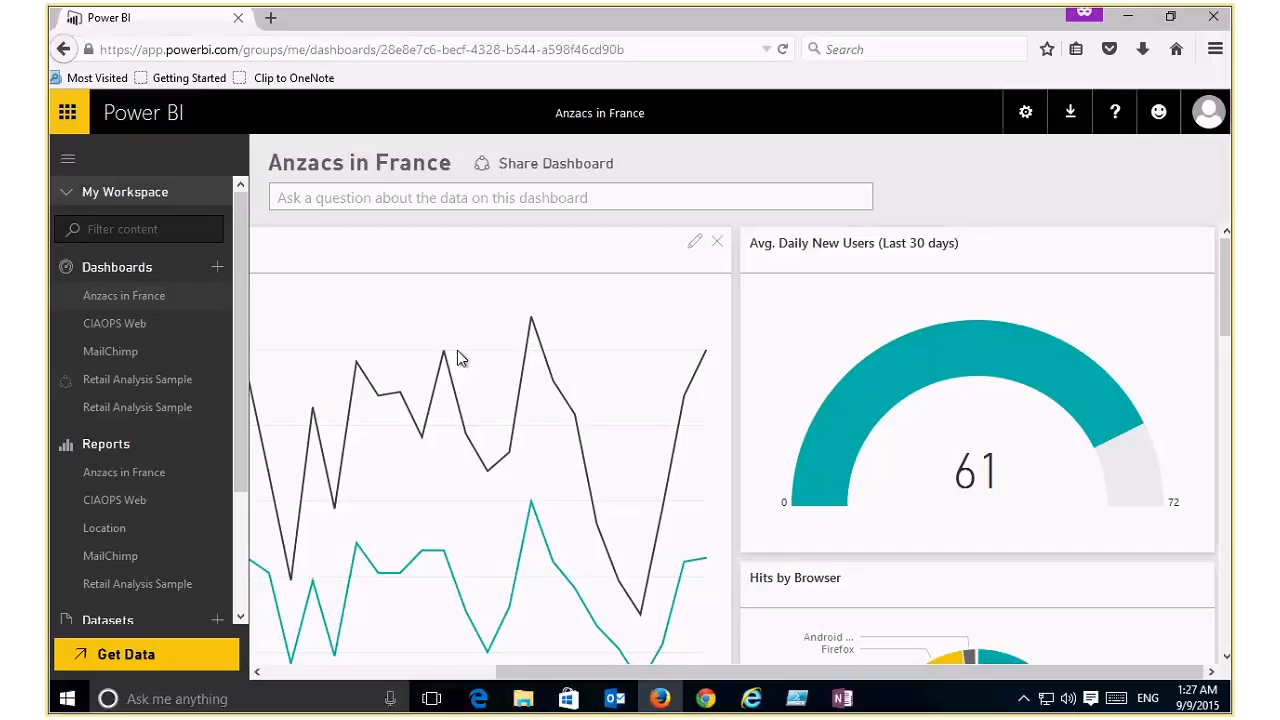 Power BI
https://app.powerbi.com/groups/me/dashboards/28e8e7c6-becf-4328-b544-a598f46cd90b
Search
Most Visited
Getting Started
Clip to OneNote
Power BI
Anzacs in France
?
My Workspace
Filter content
Dashboards
Anzacs in France
CIAOPS Web
MailChimp
Retail Analysis Sample
Retail Analysis Sample
Reports
Anzacs in France
CIAOPS Web
Location
MailChimp
Retail Analysis Sample
Datasets
Get Data
Anzacs in France
Share Dashboard
Ask a question about the data on this dashboard
Avg. Daily New Users (Last 30 days)
61
0
72
Hits by Browser
Android ...
Firefox
Ask me anything
ENG
1:27 AM
9/9/2015